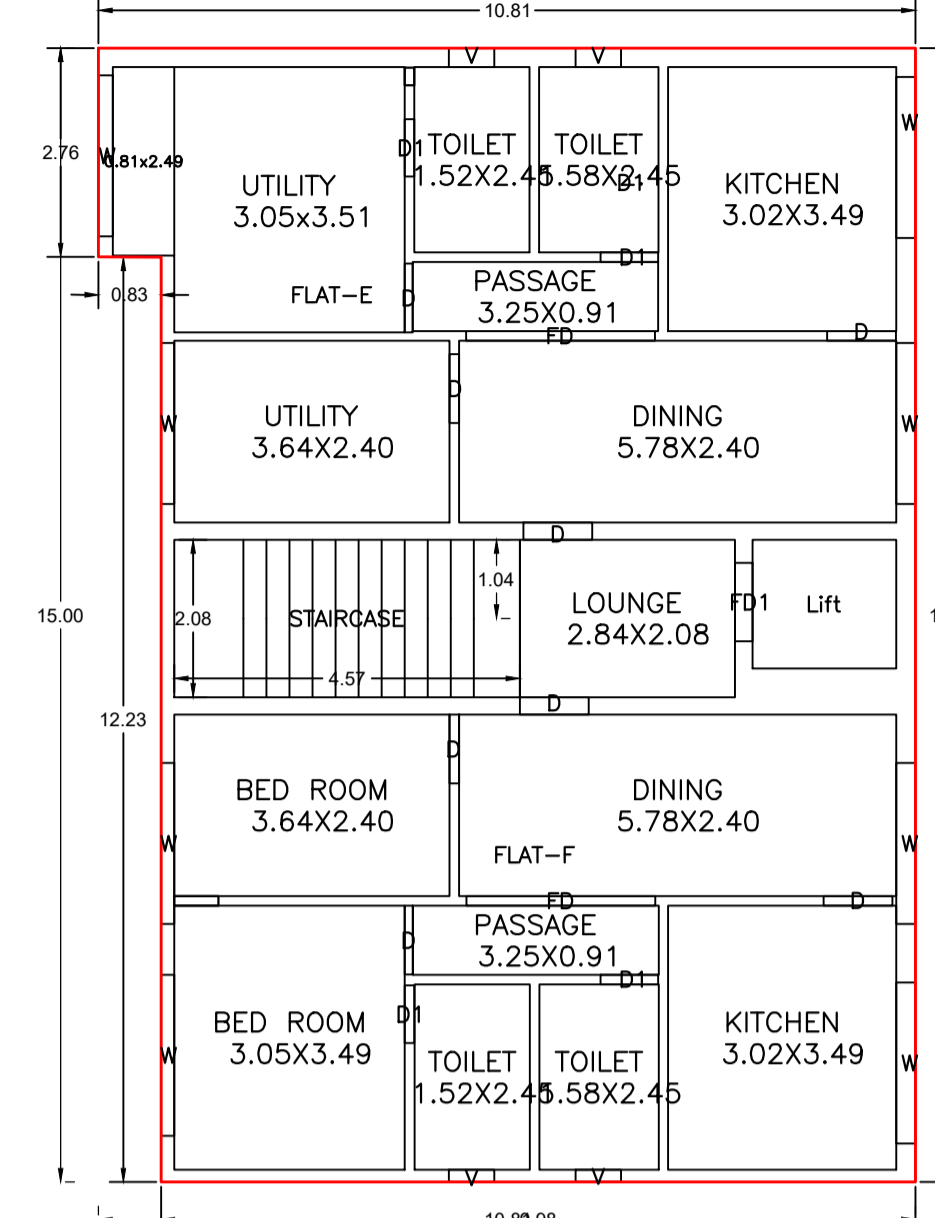 10.81
V
V
W
2.76
W
0.81x2.49
D1
TOILET
1.52X2.45
TOILET
1.58X2.45
D1
UTILITY
3.05x3.51
KITCHEN
3.02X3.49
D1
PASSAGE
3.25X0.91
0.83
FLAT-E
D
FD
D
D
UTILITY
3.64X2.40
DINING
5.78X2.40
W
W
D
1.04
15.00
2.08
STAIRCASE
LOUNGE
2.84X2.08
FD1
Lift
4.57
D
12.23
D
BED ROOM
3.64X2.40
DINING
5.78X2.40
W
FLAT-F
W
FD
D
PASSAGE
3.25X0.91
D
D1
D1
BED ROOM
3.05X3.49
KITCHEN
3.02X3.49
W
TOILET
1.52X2.45
TOILET
1.58X2.45
W
V
V